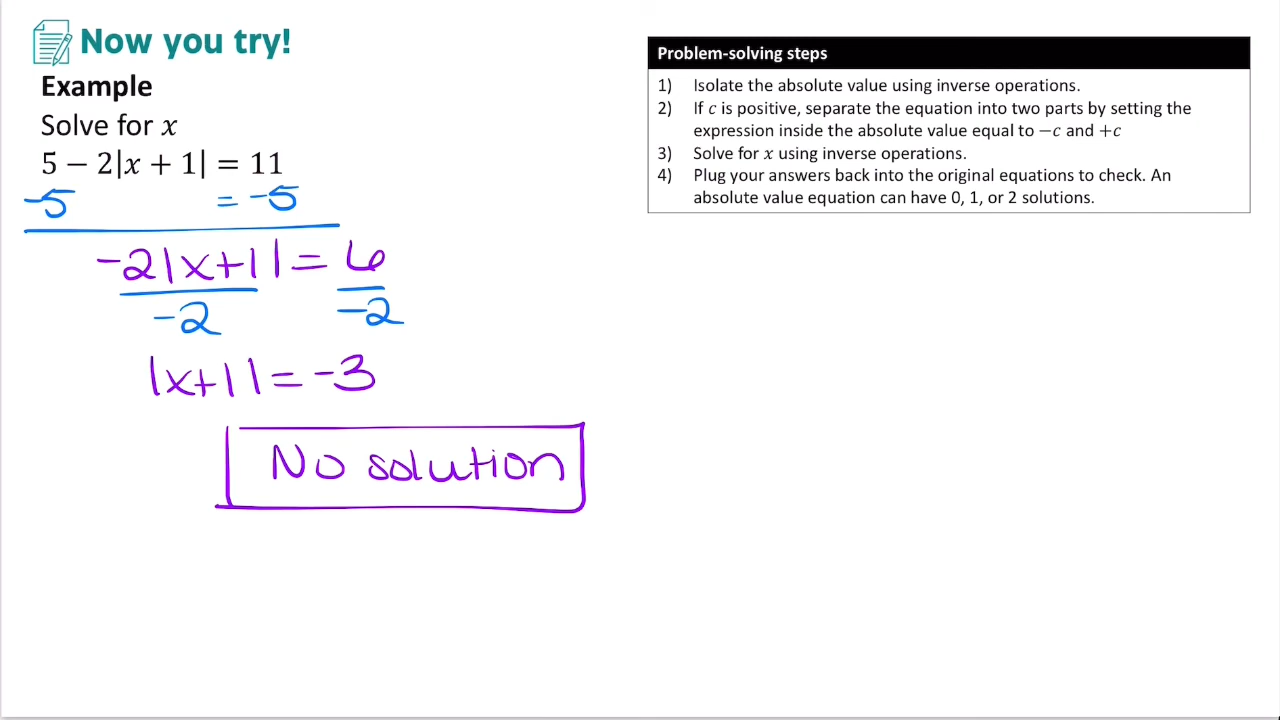 Now you try!
Example
Solve for x
5 − 2|x + 1| = 11
-5 = -5
-2|x+1| = 6
-2 -2
|x+1| = -3
No solution
Problem-solving steps
1) Isolate the absolute value using inverse operations.
2) If c is positive, separate the equation into two parts by setting the
expression inside the absolute value equal to −c and +c
3) Solve for x using inverse operations.
4) Plug your answers back into the original equations to check. An
absolute value equation can have 0, 1, or 2 solutions.